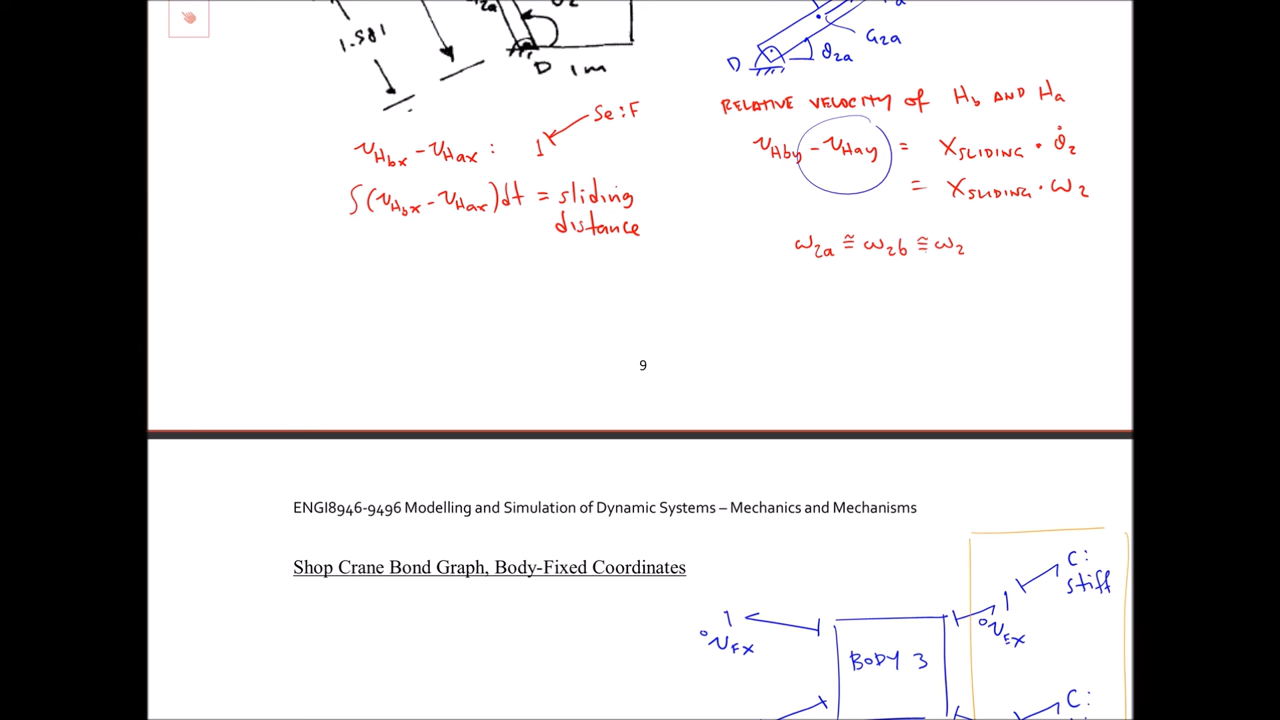 1.581
2a
2
D 1m
a
G2a
D θ2a
RELATIVE VELOCITY of Hb AND Ha
Se : F
vHbx - vHax : 1
vHby - vHay = XSLIDING · θ̇2
∫(vHbx - vHax)dt = sliding distance
= XSLIDING · ω2
ω2a ≅ ω2b ≅ ω2
9
ENGI8946-9496 Modelling and Simulation of Dynamic Systems – Mechanics and Mechanisms
Shop Crane Bond Graph, Body-Fixed Coordinates
C:
stiff
1
1
°vFX
°vEX
BODY 3
C: